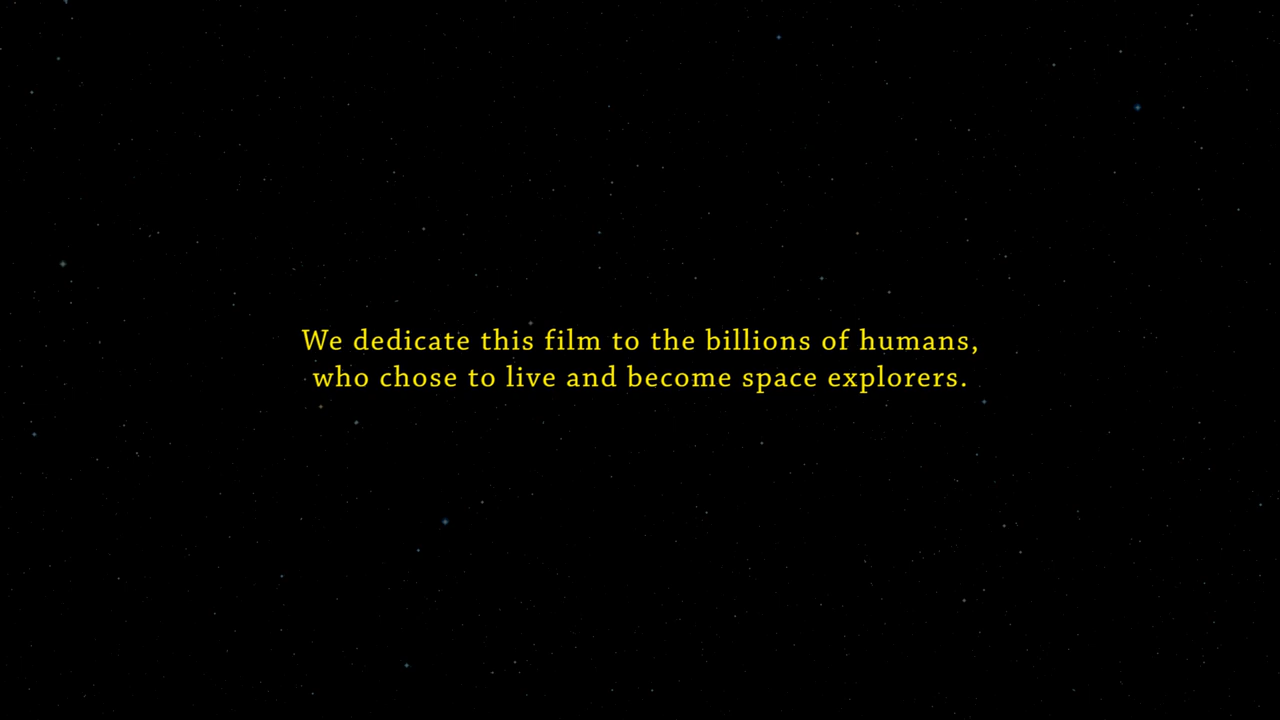 We dedicate this film to the billions of humans,
who chose to live and become space explorers.